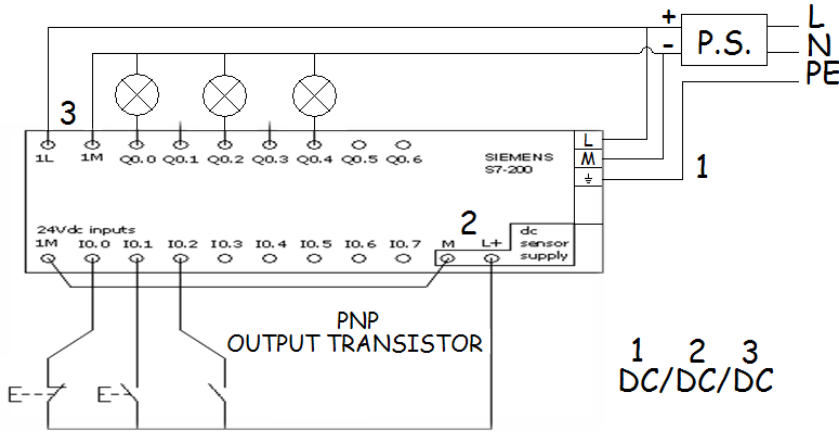 + L
- P.S. N
PE
3
L
1L 1M Q0.0 Q0.1 Q0.2 Q0.3 Q0.4 Q0.5 Q0.6 SIEMENS M
S7-200
1
24Vdc inputs 2 dc
1M I0.0 I0.1 I0.2 I0.3 I0.4 I0.5 I0.6 I0.7 M L+ sensor
supply
PNP
OUTPUT TRANSISTOR
1 2 3
DC/DC/DC
E
E